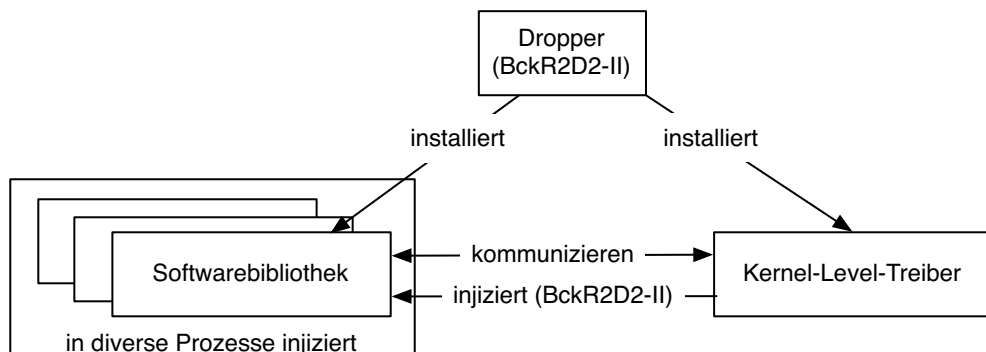 Dropper
(BckR2D2-II)
installiert
installiert
kommunizieren
Softwarebibliothek
Kernel-Level-Treiber
injiziert (BckR2D2-II)
in diverse Prozesse injiziert